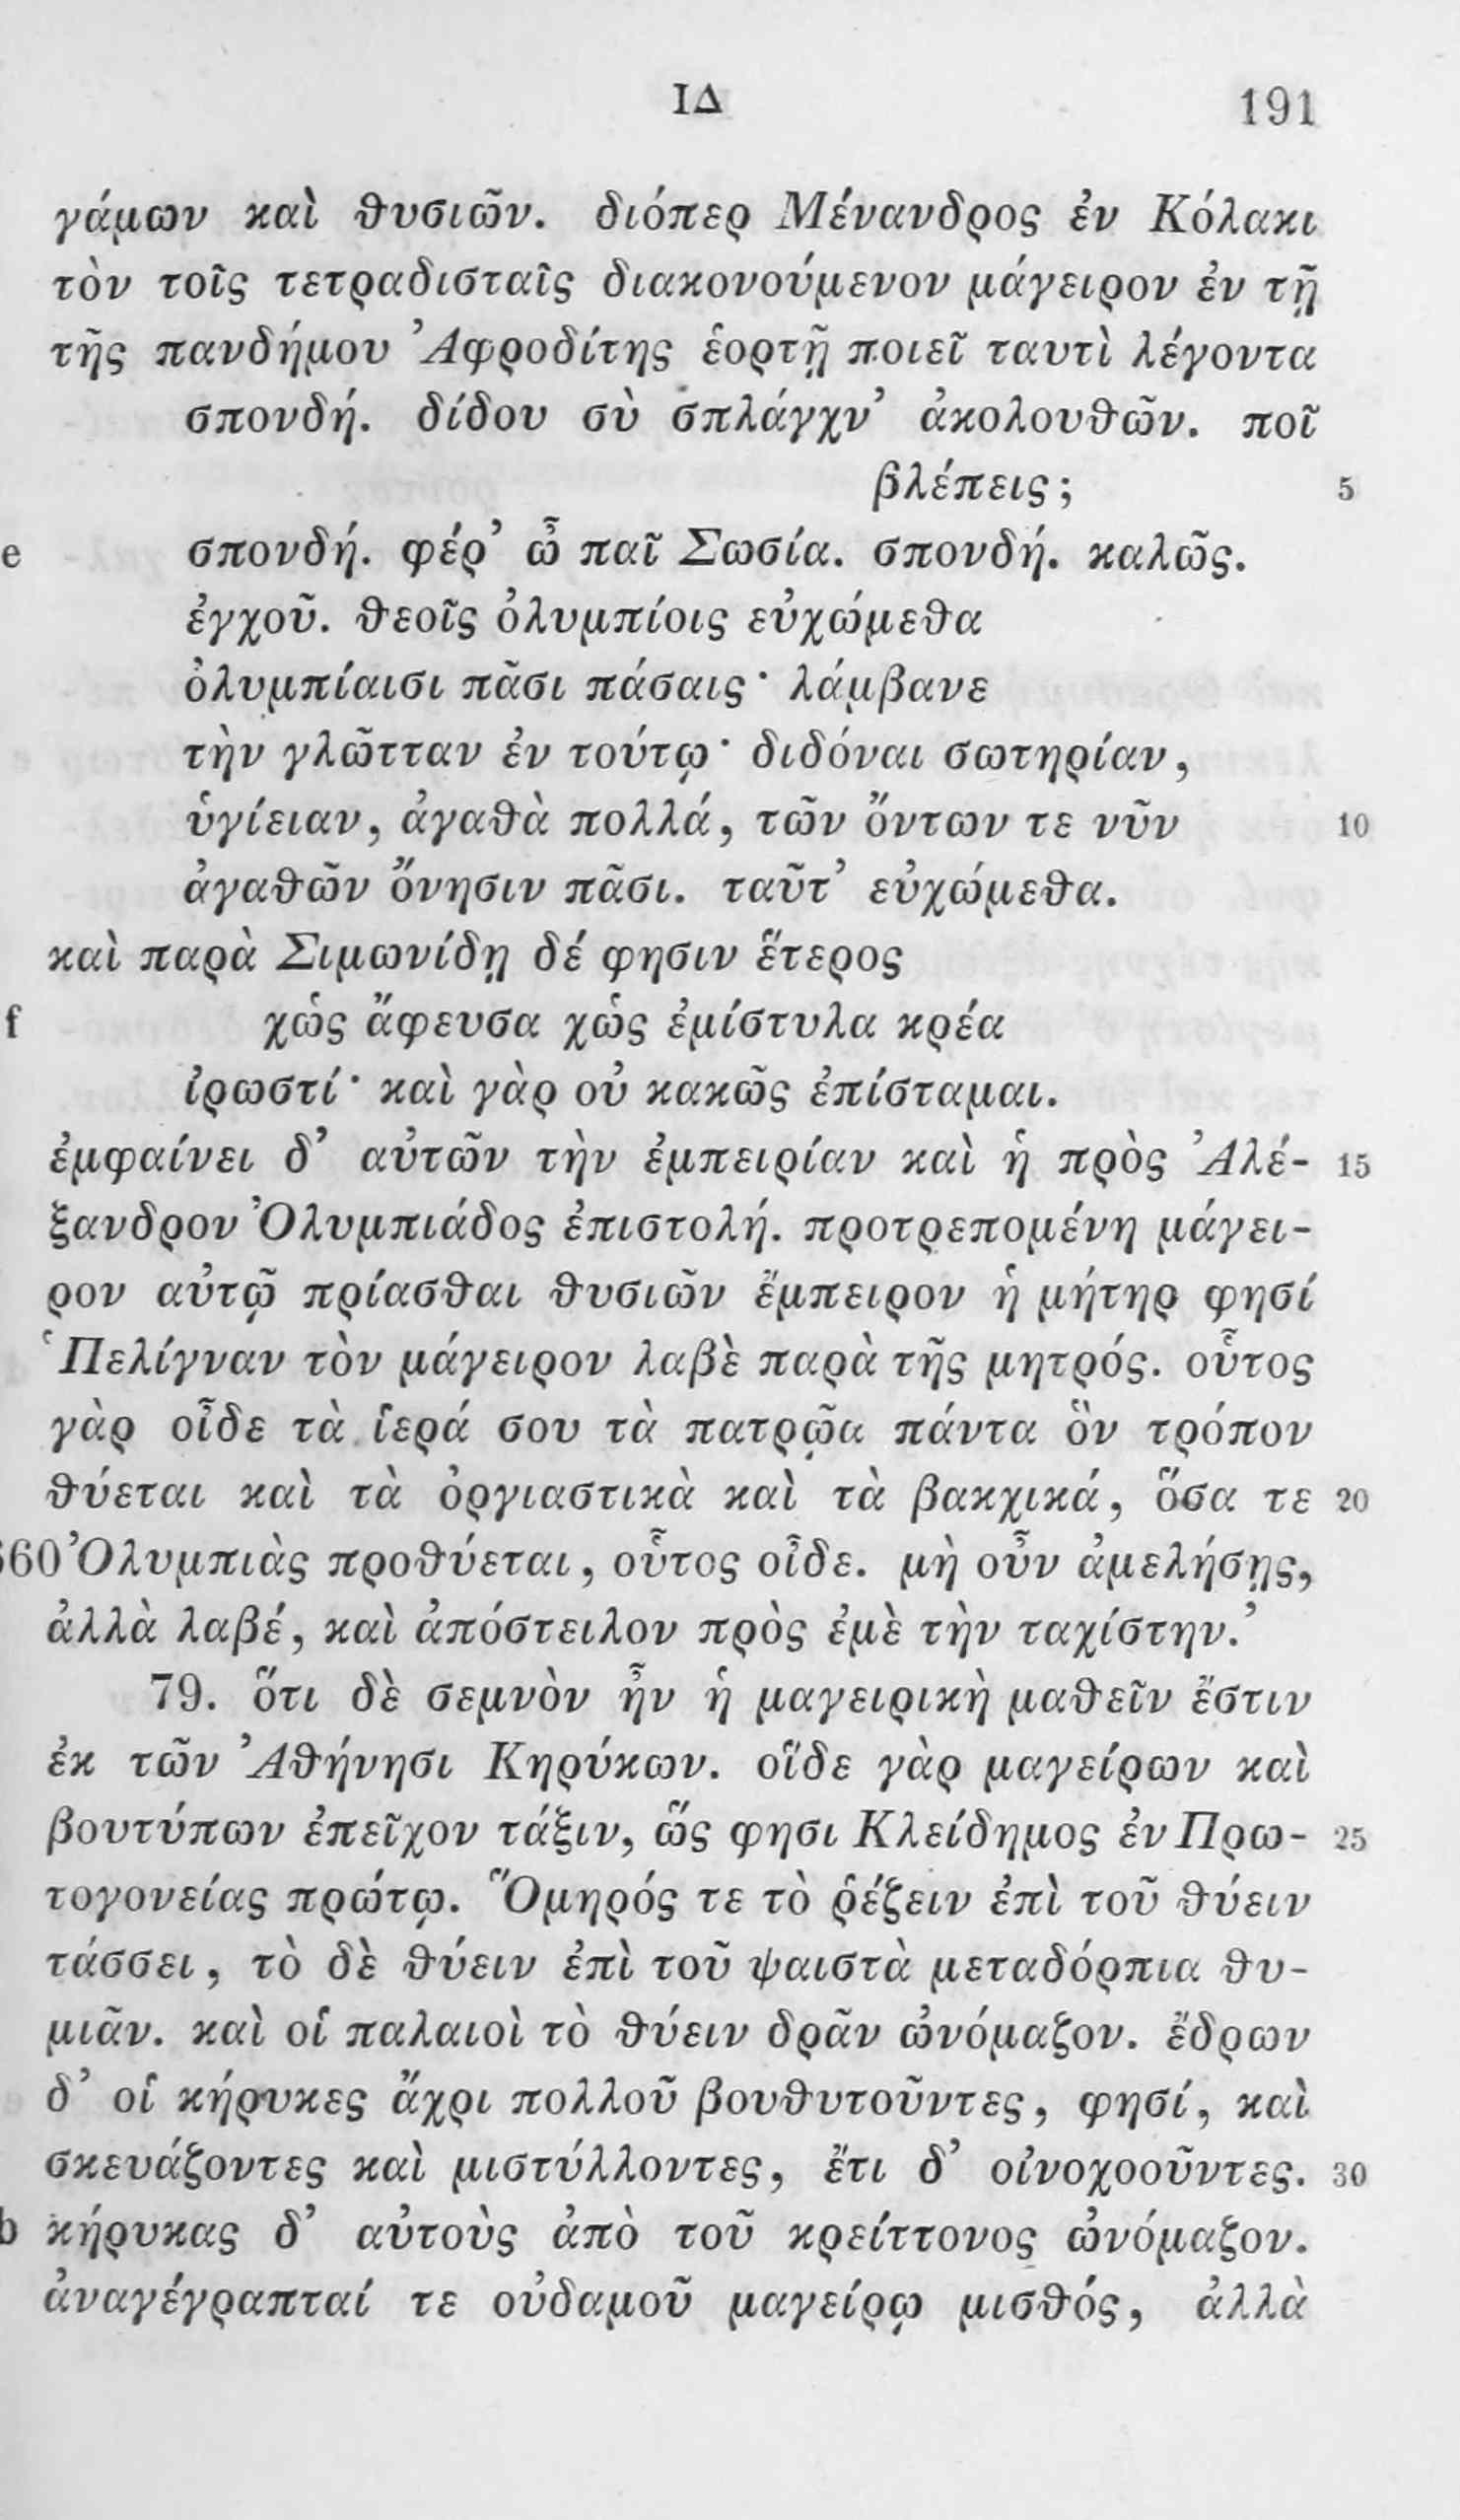 ΙΔ 191
γάμων καὶ θυσιῶν. διόπερ Μένανδρος ἐν Κόλακι
τὸν τοῖς τετραδισταῖς διακονούμενον μάγειρον ἐν τῇ
τῆς πανδήμου Ἀφροδίτης ἑορτῇ ποιεῖ ταυτὶ λέγοντα
σπονδή. δίδου σὺ σπλάγχν’ ἀκολουθῶν. ποῖ
βλέπεις; 5
e σπονδή. φέρ’ ὦ παῖ Σωσία. σπονδή. καλῶς.
ἐγχοῦ. θεοῖς ὀλυμπίοις εὐχώμεθα
ὀλυμπίαισι πᾶσι πάσαις· λάμβανε
τὴν γλῶτταν ἐν τούτῳ· διδόναι σωτηρίαν,
ὑγίειαν, ἀγαθὰ πολλά, τῶν ὄντων τε νῦν 10
ἀγαθῶν ὄνησιν πᾶσι. ταῦτ’ εὐχώμεθα.
καὶ παρὰ Σιμωνίδῃ δέ φησιν ἕτερος
f χὡς ἄφευσα χὡς ἐμίστυλα κρέα
ἱρωστί· καὶ γὰρ οὐ κακῶς ἐπίσταμαι.
ἐμφαίνει δ’ αὐτῶν τὴν ἐμπειρίαν καὶ ἡ πρὸς Ἀλέ- 15
ξανδρον Ὀλυμπιάδος ἐπιστολή. προτρεπομένη μάγει-
ρον αὐτῷ πρίασθαι θυσιῶν ἔμπειρον ἡ μήτηρ φησί
‘Πελίγναν τὸν μάγειρον λαβὲ παρὰ τῆς μητρός. οὗτος
γὰρ οἶδε τὰ ἱερά σου τὰ πατρῷα πάντα ὃν τρόπον
θύεται καὶ τὰ ὀργιαστικὰ καὶ τὰ βακχικά, ὅσα τε 20
660 Ὀλυμπιὰς προθύεται, οὗτος οἶδε. μὴ οὖν ἀμελήσῃς,
ἀλλὰ λαβέ, καὶ ἀπόστειλον πρὸς ἐμὲ τὴν ταχίστην.’
79. ὅτι δὲ σεμνὸν ἦν ἡ μαγειρικὴ μαθεῖν ἔστιν
ἐκ τῶν Ἀθήνησι Κηρύκων. οἵδε γὰρ μαγείρων καὶ
βουτύπων ἐπεῖχον τάξιν, ὥς φησι Κλείδημος ἐν Πρω- 25
τογονείας πρώτῳ. Ὅμηρός τε τὸ ῥέζειν ἐπὶ τοῦ θύειν
τάσσει, τὸ δὲ θύειν ἐπὶ τοῦ ψαιστὰ μεταδόρπια θυ-
μιᾶν. καὶ οἱ παλαιοὶ τὸ θύειν δρᾶν ὠνόμαζον. ἔδρων
δ’ οἱ κήρυκες ἄχρι πολλοῦ βουθυτοῦντες, φησί, καὶ
σκευάζοντες καὶ μιστύλλοντες, ἔτι δ’ οἰνοχοοῦντες. 30
b κήρυκας δ’ αὐτοὺς ἀπὸ τοῦ κρείττονος ὠνόμαζον.
ἀναγέγραπταί τε οὐδαμοῦ μαγείρῳ μισθός, ἀλλὰ